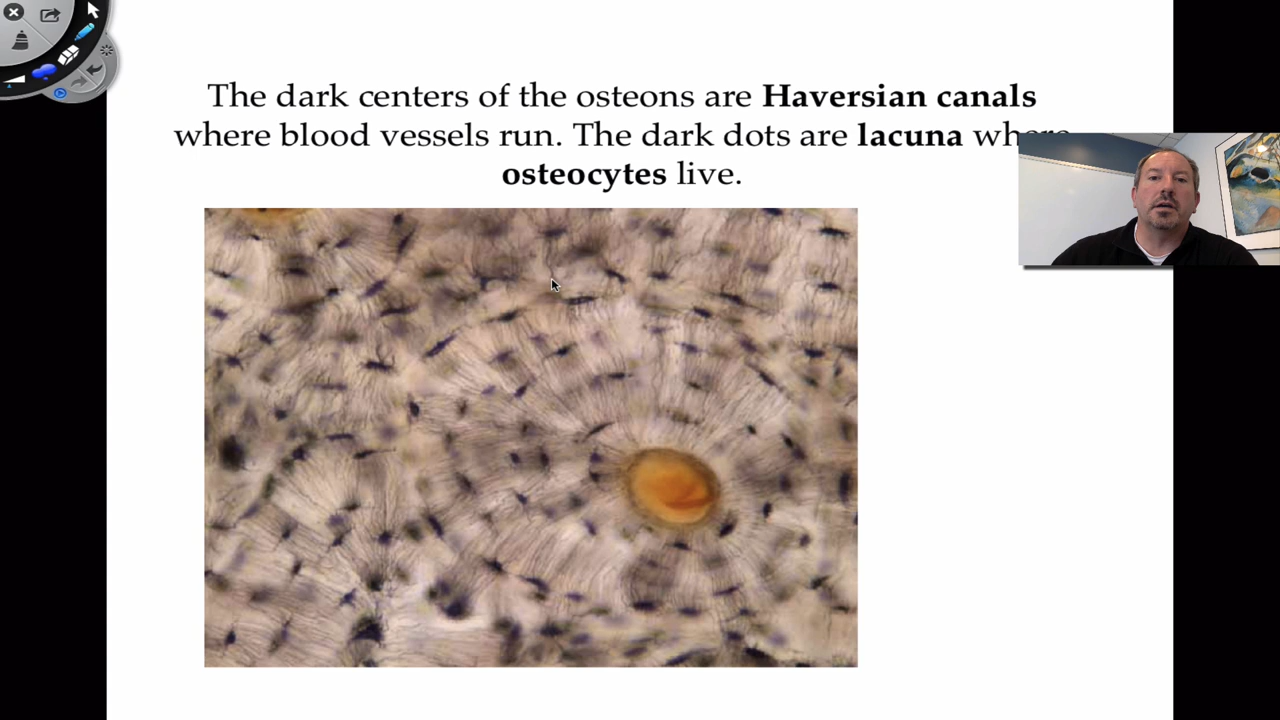 The dark centers of the osteons are Haversian canals
where blood vessels run. The dark dots are lacuna where
osteocytes live.